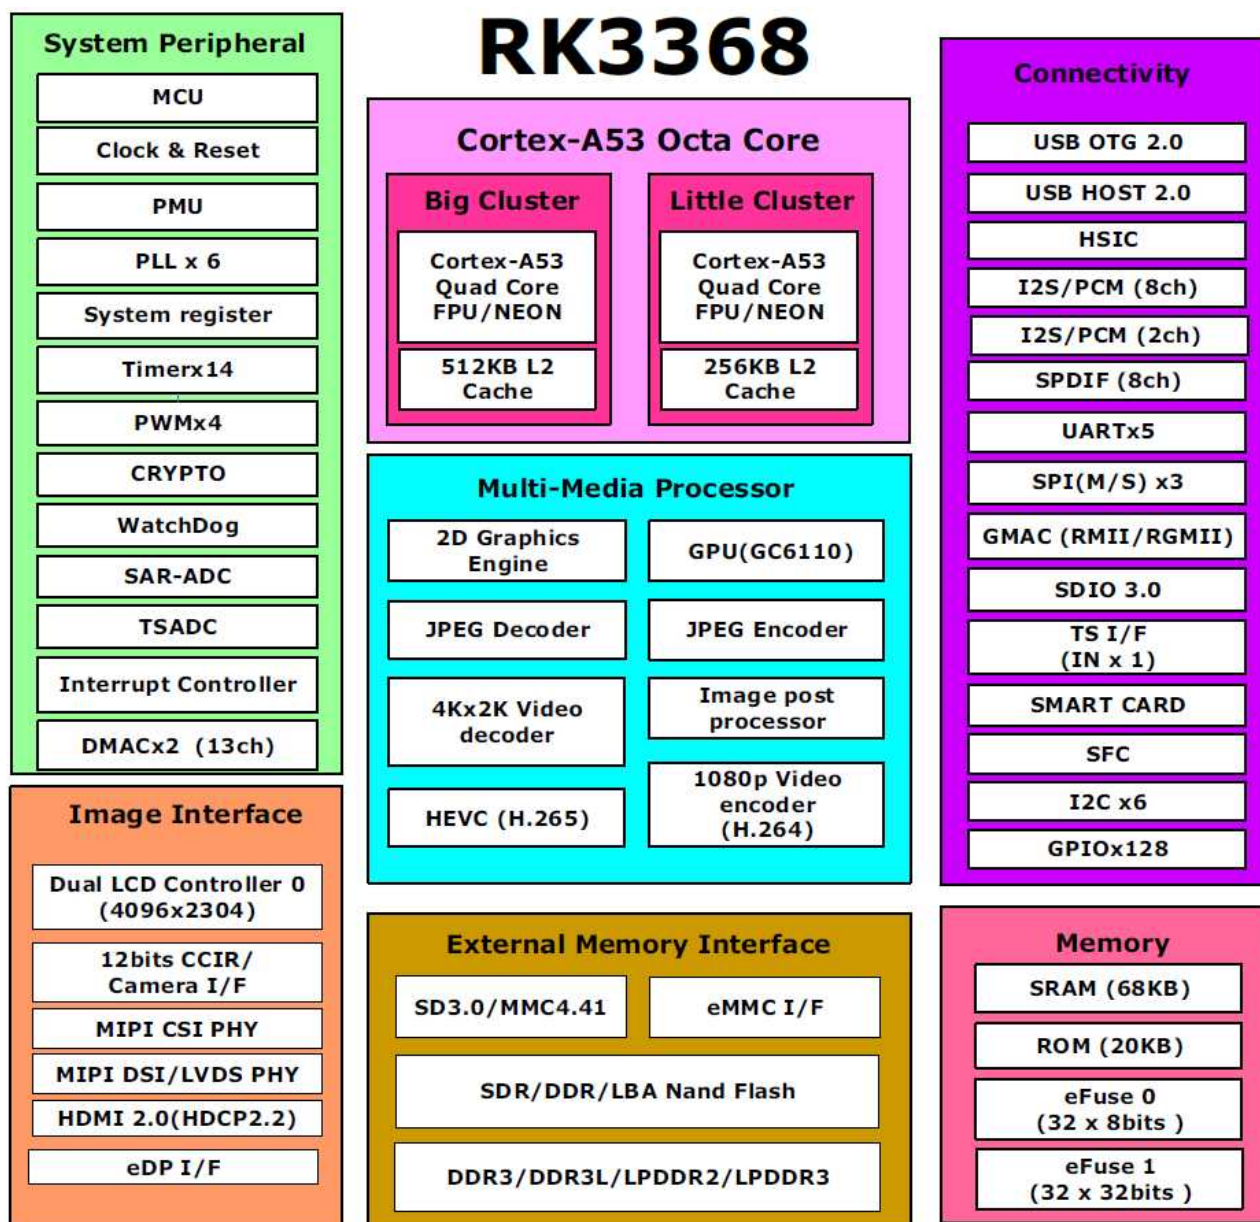 RK3368
System Peripheral
MCU
Clock & Reset
PMU
PLL x 6
System register
Timerx14
PWMx4
CRYPTO
WatchDog
SAR-ADC
TSADC
Interrupt Controller
DMACx2 (13ch)
Image Interface
Dual LCD Controller 0
(4096x2304)
12bits CCIR/
Camera I/F
MIPI CSI PHY
MIPI DSI/LVDS PHY
HDMI 2.0(HDCP2.2)
eDP I/F
Cortex-A53 Octa Core
Big Cluster
Cortex-A53
Quad Core
FPU/NEON
512KB L2
Cache
Little Cluster
Cortex-A53
Quad Core
FPU/NEON
256KB L2
Cache
Multi-Media Processor
2D Graphics
Engine
GPU(GC6110)
JPEG Decoder
JPEG Encoder
4Kx2K Video
decoder
Image post
processor
HEVC (H.265)
1080p Video
encoder
(H.264)
External Memory Interface
SD3.0/MMC4.41
eMMC I/F
SDR/DDR/LBA Nand Flash
DDR3/DDR3L/LPDDR2/LPDDR3
Connectivity
USB OTG 2.0
USB HOST 2.0
HSIC
I2S/PCM (8ch)
I2S/PCM (2ch)
SPDIF (8ch)
UARTx5
SPI(M/S) x3
GMAC (RMII/RGMII)
SDIO 3.0
TS I/F
(IN x 1)
SMART CARD
SFC
I2C x6
GPIOx128
Memory
SRAM (68KB)
ROM (20KB)
eFuse 0
(32 x 8bits )
eFuse 1
(32 x 32bits )